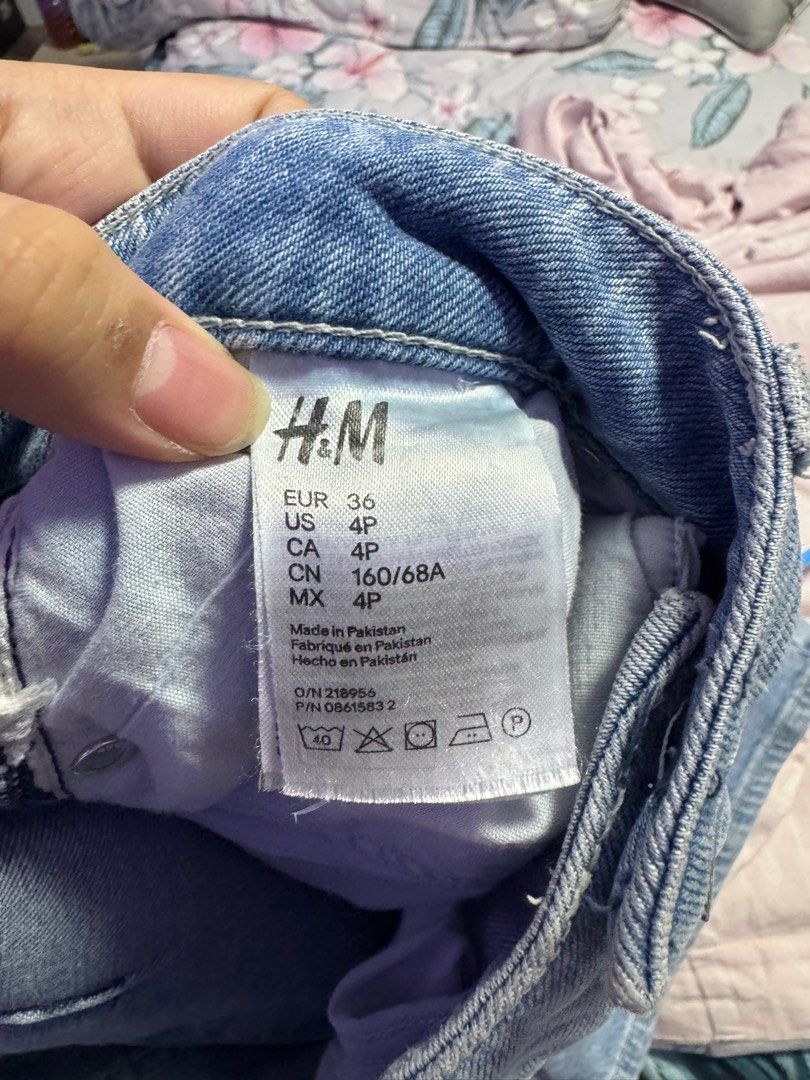 H&M
EUR 36
US 4P
CA 4P
CN 160/68A
MX 4P
Made in Pakistan
Fabriqué en Pakistan
Hecho en Pakistán
O/N 218956
P/N 0861583 2
40
P